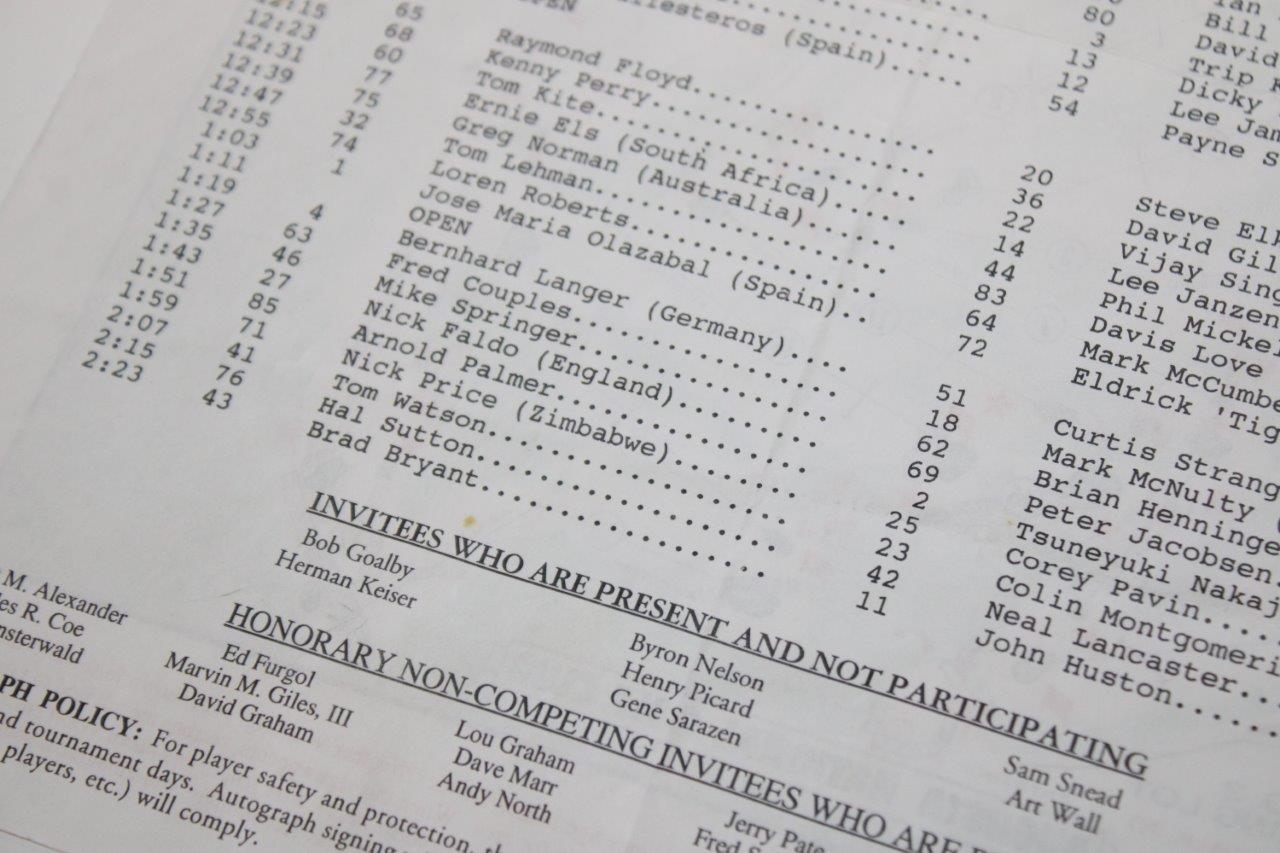 Ian
Bill
80 David
3 Trip K
13 Dicky
OPEN 12 Lee Jan
llesteros (Spain)..... 54 Payne S
65 Raymond Floyd................ 20 Steve Elk
12:15 68 Kenny Perry.................. 36 David Gil
12:23 60 Tom Kite..................... 22 Vijay Sing
12:31 77 Ernie Els (South Africa)..... 14 Lee Janzen
12:39 75 Greg Norman (Australia)...... 44 Phil Mickel
12:47 32 Tom Lehman................... 83 Davis Love
12:55 74 Loren Roberts................ 64 Mark McCumbe
1:03 1 Jose Maria Olazabal (Spain).. 72 Eldrick 'Tig
1:11 OPEN
1:19 4 Bernhard Langer (Germany).... 51 Curtis Strang
1:27 63 Fred Couples................. 18 Mark McNulty (
1:35 46 Mike Springer................ 62 Brian Henninge
1:43 27 Nick Faldo (England)......... 69 Peter Jacobsen.
1:51 85 Arnold Palmer................ 2 Tsuneyuki Nakaj
1:59 71 Nick Price (Zimbabwe)........ 25 Corey Pavin.....
2:07 41 Tom Watson................... 23 Colin Montgomeri
2:15 76 Hal Sutton................... 42 Neal Lancaster...
2:23 43 Brad Bryant.................. 11 John Huston.......
INVITEES WHO ARE PRESENT AND NOT PARTICIPATING
Bob Goalby Byron Nelson Sam Snead
Herman Keiser Henry Picard Art Wall
Gene Sarazen
HONORARY NON-COMPETING INVITEES WHO ARE
M. Alexander Ed Furgol Lou Graham Jerry Pate
es R. Coe Marvin M. Giles, III Dave Marr Fred S
nsterwald David Graham Andy North
PH POLICY: For player safety and protection, th
nd tournament days. Autograph signing
players, etc.) will comply.